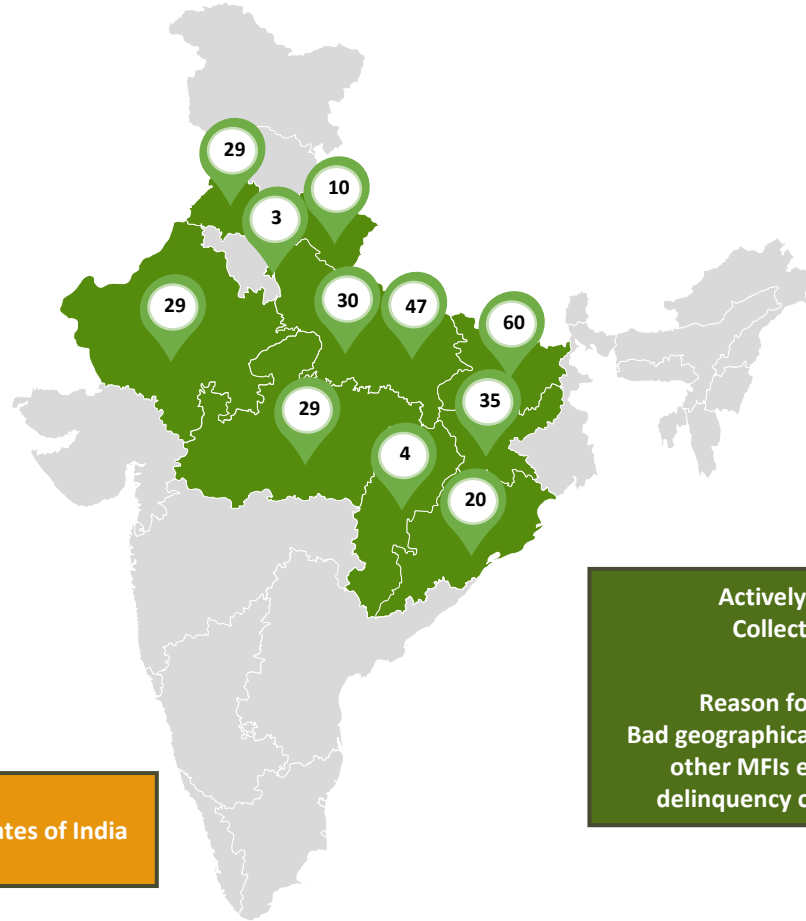 29
10
3
29
30
47
60
29
35
4
20
Actively
Collect
Reason fo
Bad geographica
other MFIs e
delinquency o
ates of India